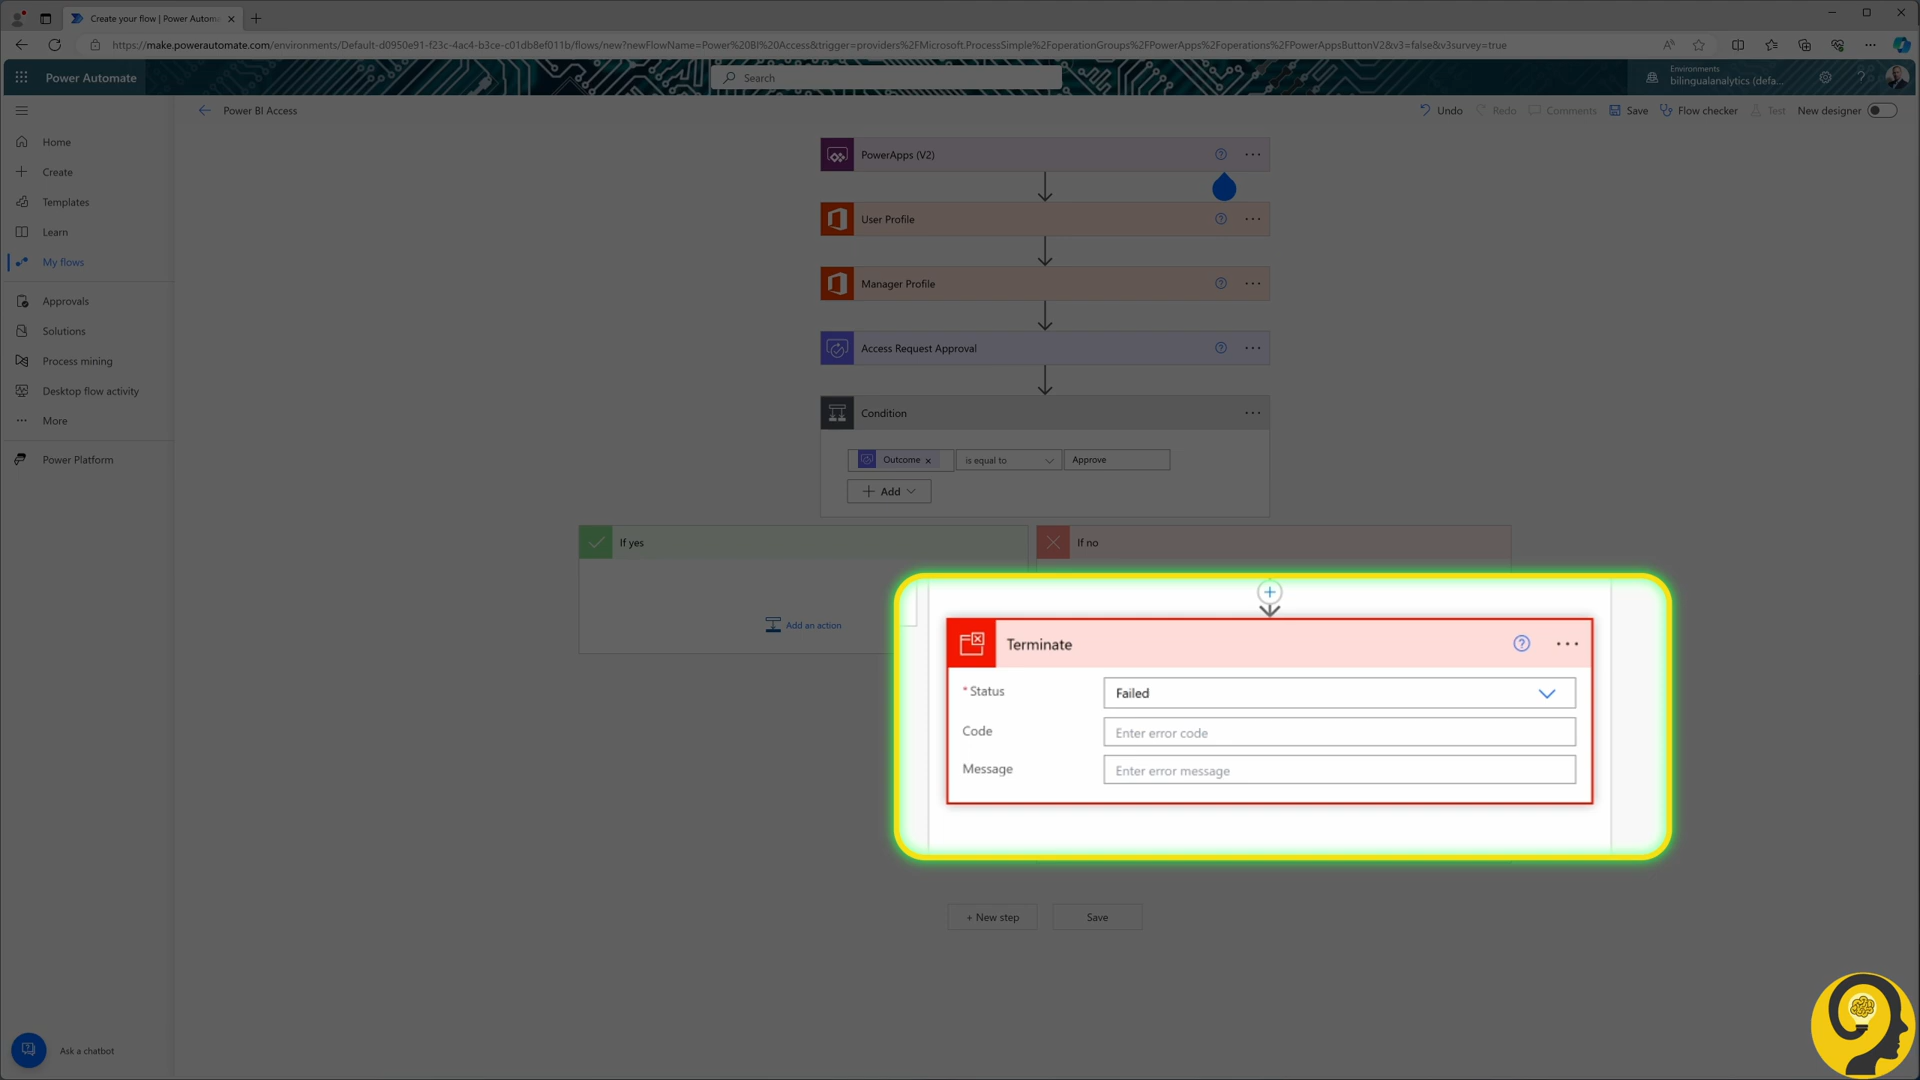 Create your flow | Power Autom
https://make.powerautomate.com/environments/Default-d0950e91-f23c-4ac4-b3ce-c01db8ef011b/flows/new?newFlowName=Power%20BI%20Access&trigger=providers%2FMicrosoft.ProcessSimple%2FoperationGroups%2FPowerApps%2Foperations%2FPowerAppsButtonV2&v3=false&v3survey=true
Power Automate
Search
Environments
bilingualanalytics (defa...
Power BI Access
Undo
Redo
Comments
Save
Flow checker
Test
New designer
Home
Create
Templates
Learn
My flows
Approvals
Solutions
Process mining
Desktop flow activity
More
Power Platform
Ask a chatbot
PowerApps (V2)
User Profile
Manager Profile
Access Request Approval
Condition
Outcome
is equal to
Approve
Add
If yes
If no
Add an action
Terminate
* Status
Failed
Code
Enter error code
Message
Enter error message
+ New step
Save